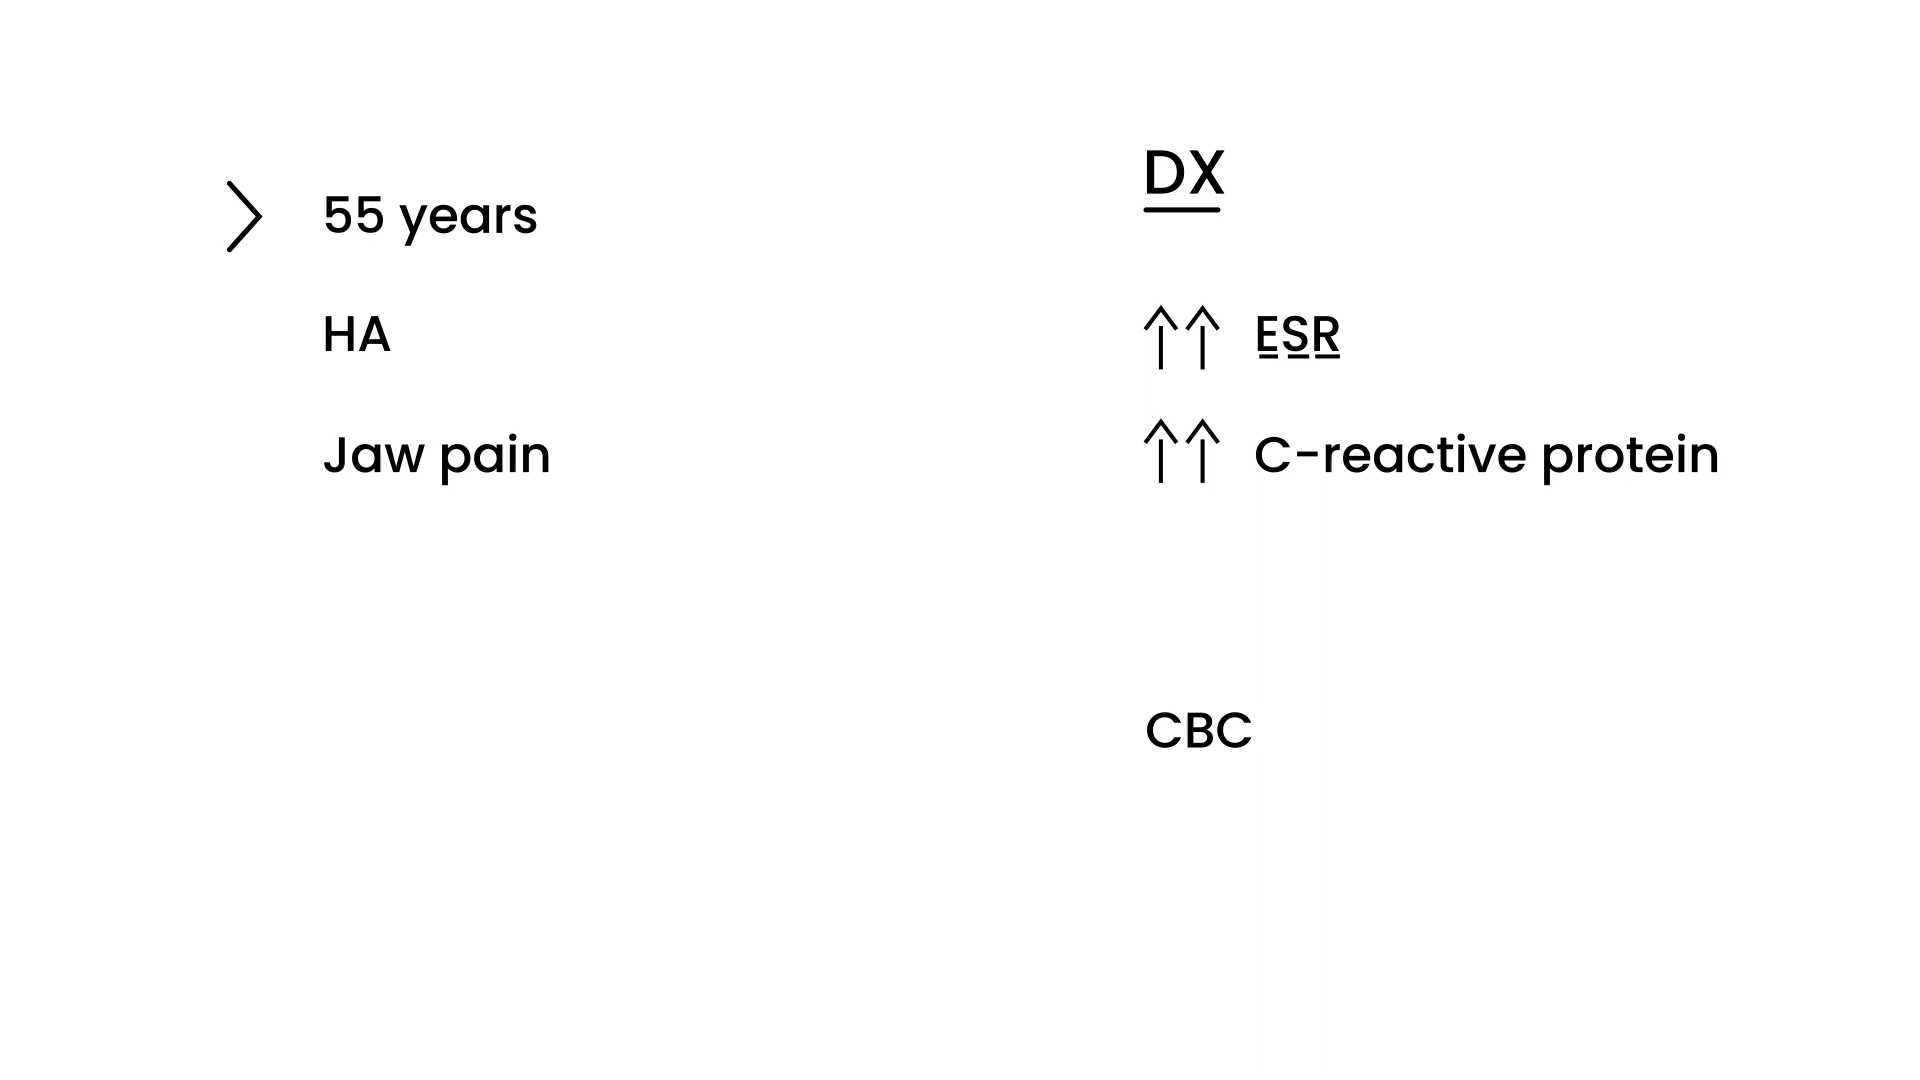 > 55 years
HA
Jaw pain
DX
↑↑ ESR
↑↑ C-reactive protein
CBC